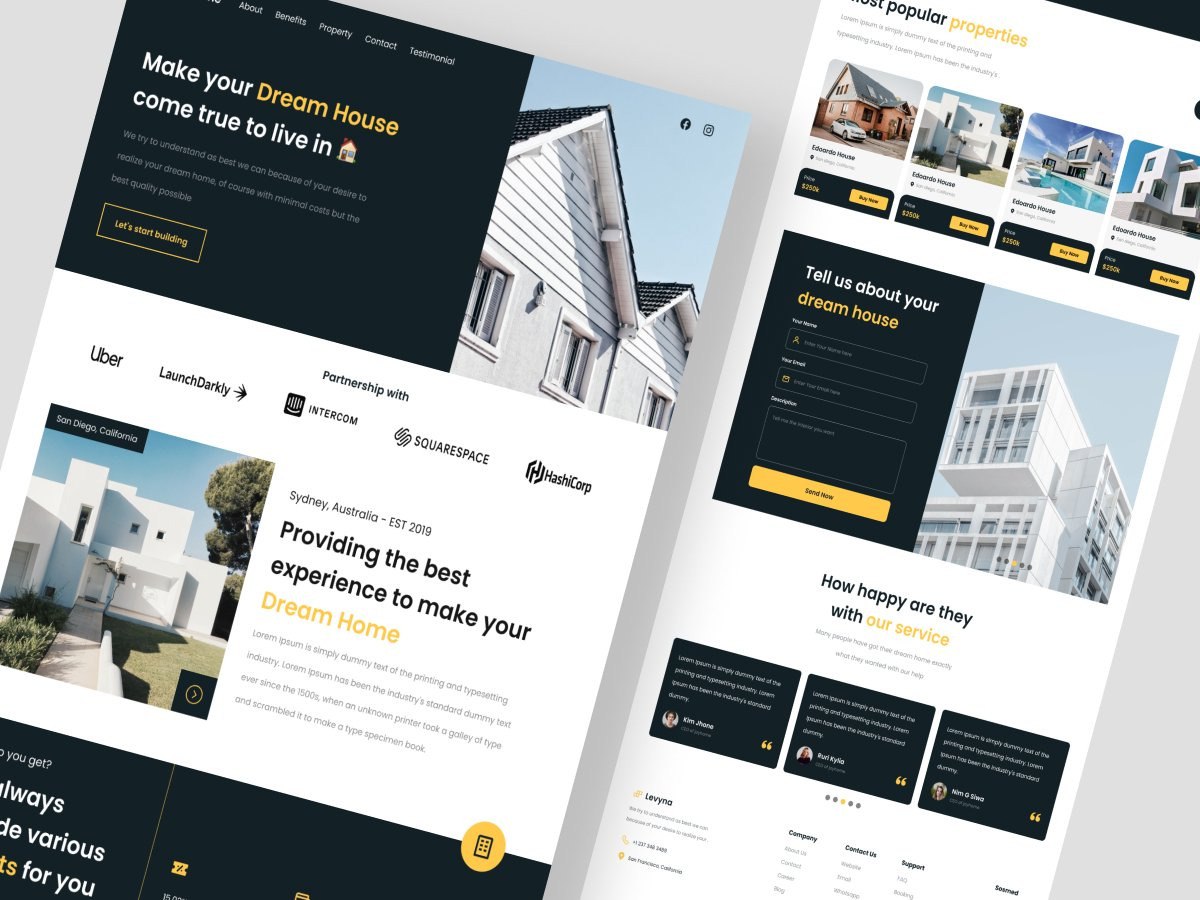 About
Benefits
Property
Contact
Testimonial
Make your Dream House
come true to live in
We try to understand as best we can because of your desire to
realize your dream home, of course with minimal costs but the
best quality possible
Let's start building
Partnership with
Uber
LaunchDarkly
INTERCOM
SQUARESPACE
HashiCorp
San Diego, California
Sydney, Australia - EST 2019
Providing the best
experience to make your
Dream Home
Lorem Ipsum is simply dummy text of the printing and typesetting
industry. Lorem Ipsum has been the industry's standard dummy text
ever since the 1500s, when an unknown printer took a galley of type
and scrambled it to make a type specimen book.
you get?
always
various
for you
most popular properties
Lorem Ipsum is simply dummy text of the printing and
typesetting industry. Lorem Ipsum has been the industry's
Edoardo House
San Diego, California
Price
$250k
Buy Now
Edoardo House
San Diego, California
Price
$250k
Buy Now
Edoardo House
San Diego, California
Price
$250k
Buy Now
Edoardo House
San Diego, California
Price
$250k
Buy Now
Tell us about your
dream house
Your Name
Enter Your Name here
Your Email
Enter Your Email here
Description
Tell me the interior you want
Send Now
How happy are they
with our service
Many people have got their dream home exactly
what they wanted with our help
Lorem Ipsum is simply dummy text of the
printing and typesetting industry. Lorem
Ipsum has been the industry's standard
dummy.
Kim Jhone
CEO of joyhome
Lorem Ipsum is simply dummy text of the
printing and typesetting industry. Lorem
Ipsum has been the industry's standard
dummy.
Ruri Kylia
CEO of joyhome
Lorem Ipsum is simply dummy text of the
printing and typesetting industry. Lorem
Ipsum has been the industry's standard
dummy.
Nim G Siwa
CEO of joyhome
Levyna
We try to understand as best we can
because of your desire to realize your
+1 237 346 3489
San Francisco, California
Company
About Us
Contact
Career
Blog
Contact Us
Website
Email
Whatsapp
Support
FAQ
Booking
Sosmed